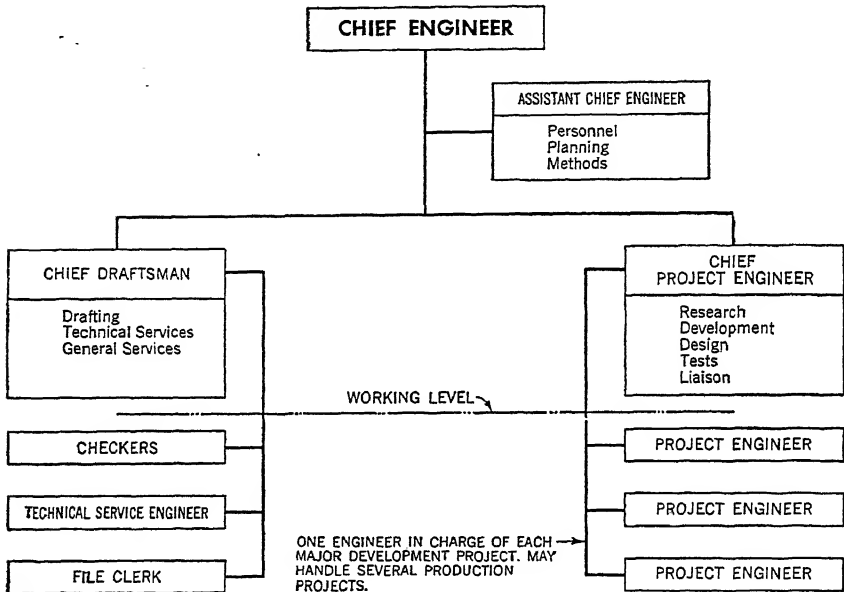 CHIEF ENGINEER
ASSISTANT CHIEF ENGINEER
Personnel
Planning
Methods
CHIEF DRAFTSMAN
Drafting
Technical Services
General Services
CHIEF
PROJECT ENGINEER
Research
Development
Design
Tests
Liaison
WORKING LEVEL
CHECKERS
TECHNICAL SERVICE ENGINEER
FILE CLERK
PROJECT ENGINEER
PROJECT ENGINEER
ONE ENGINEER IN CHARGE OF EACH
MAJOR DEVELOPMENT PROJECT. MAY
HANDLE SEVERAL PRODUCTION
PROJECTS.
PROJECT ENGINEER